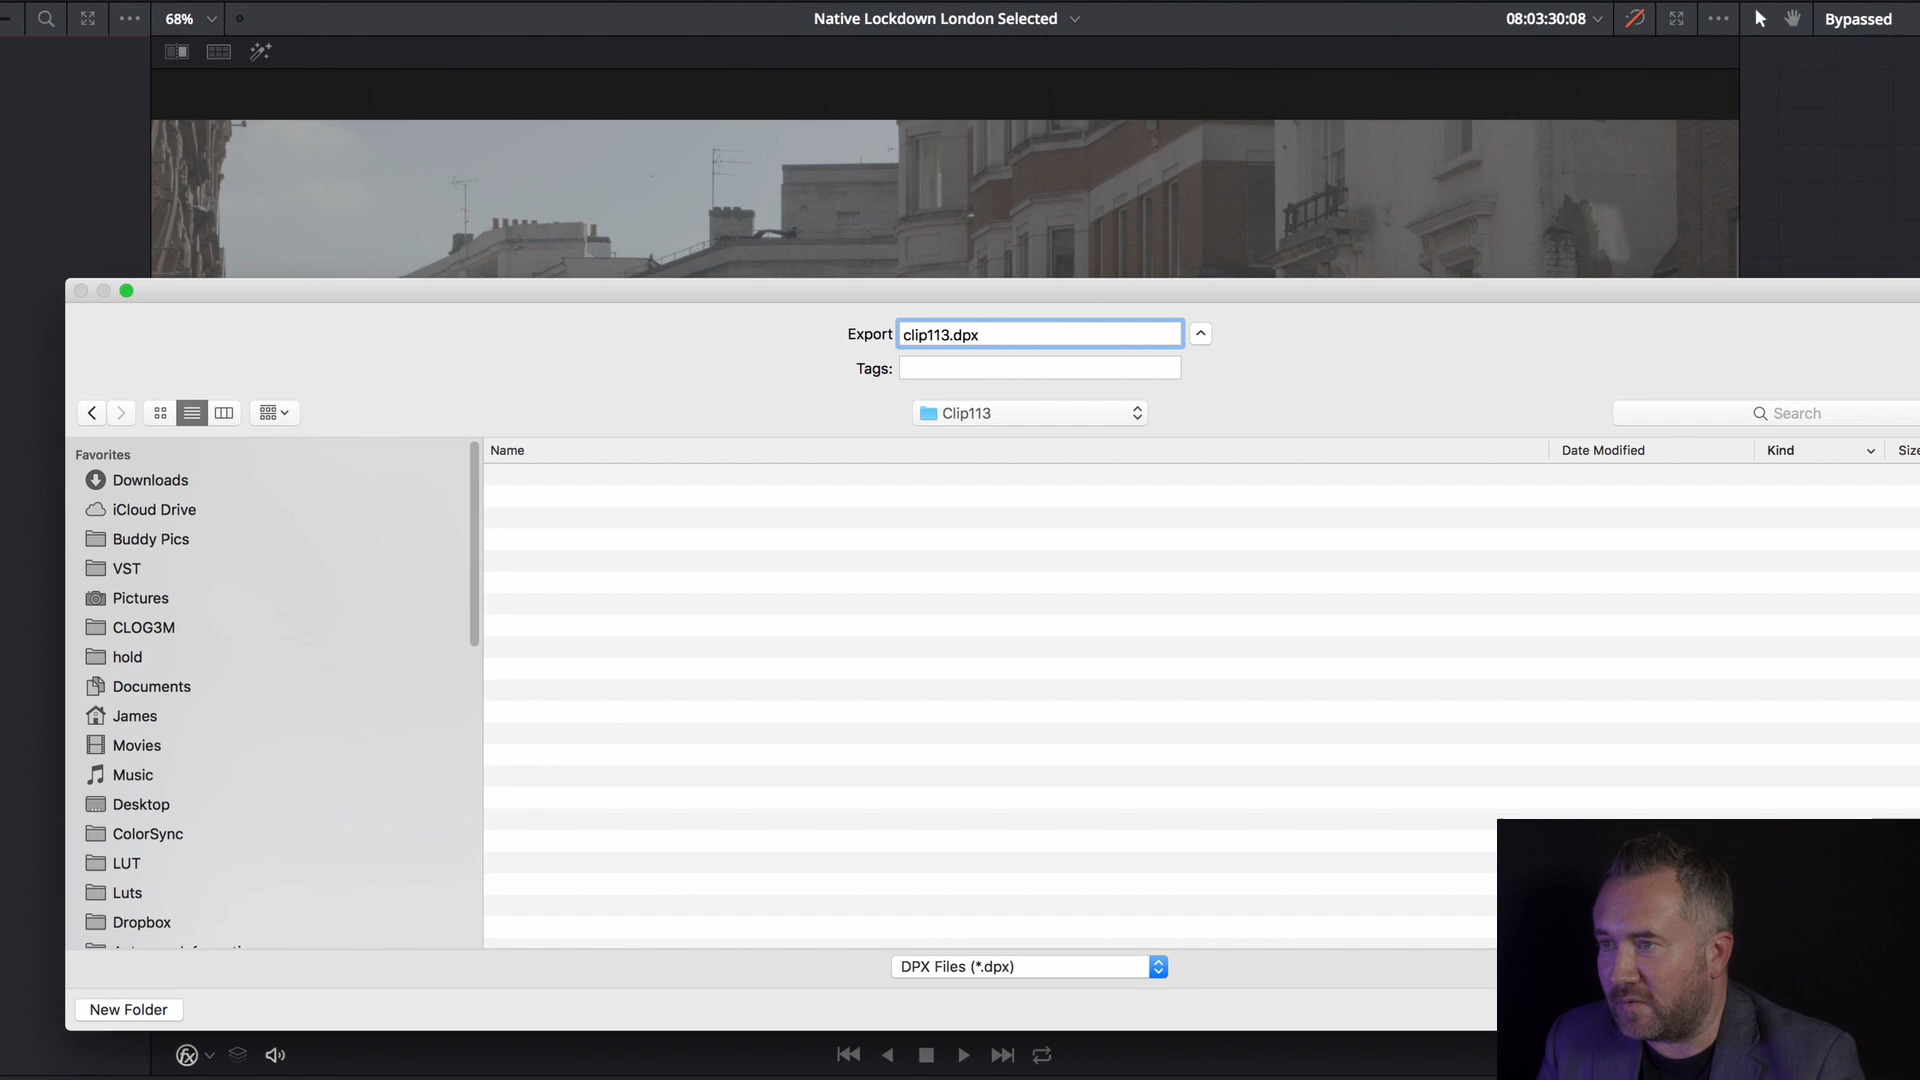 68%
Native Lockdown London Selected
08:03:30:08
Bypassed
Export
clip113.dpx
Tags:
Clip113
Search
Favorites
Downloads
iCloud Drive
Buddy Pics
VST
Pictures
CLOG3M
hold
Documents
James
Movies
Music
Desktop
ColorSync
LUT
Luts
Dropbox
Name
Date Modified
Kind
Size
DPX Files (*.dpx)
New Folder
fx